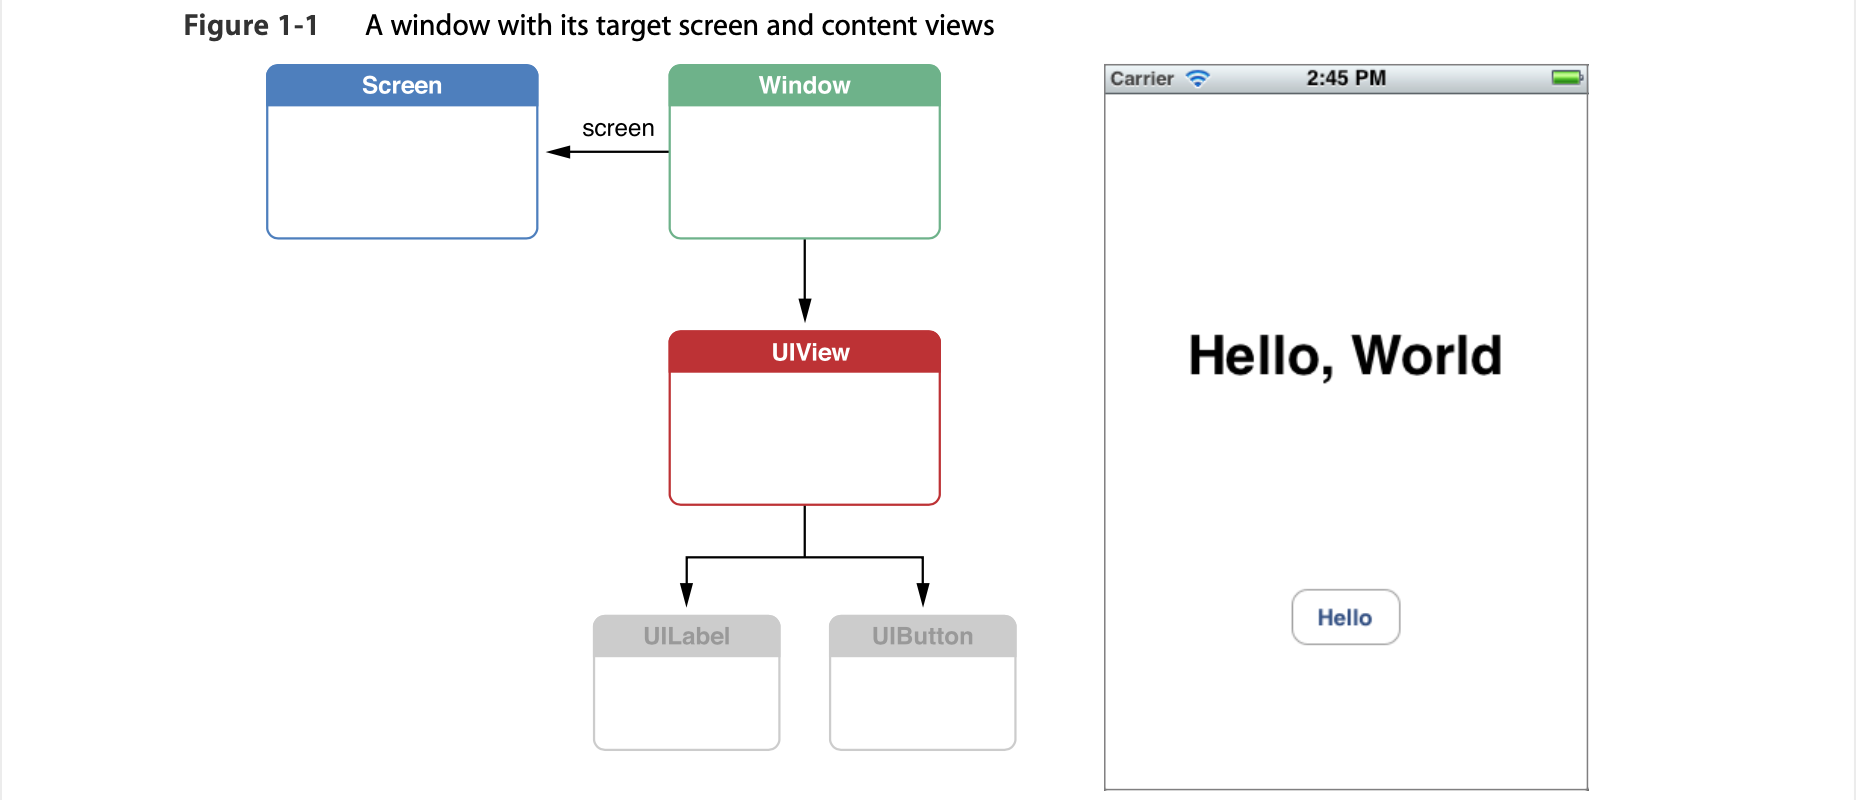 Figure 1-1 A window with its target screen and content views
Screen
Window
screen
UIView
UILabel
UIButton
Carrier 2:45 PM
Hello, World
Hello